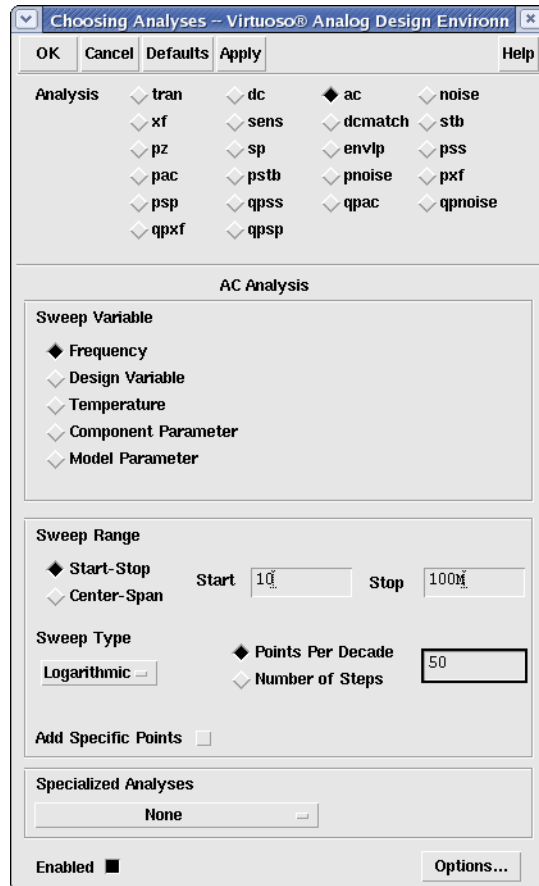 Choosing Analyses -- Virtuoso® Analog Design Environn
OK Cancel Defaults Apply Help
Analysis tran dc ac noise
xf sens dcmatch stb
pz sp envlp pss
pac pstb pnoise pxf
psp qpss qpac qpnoise
qpxf qpsp
AC Analysis
Sweep Variable
Frequency
Design Variable
Temperature
Component Parameter
Model Parameter
Sweep Range
Start-Stop
Center-Span
Start 10 Stop 100M
Sweep Type
Logarithmic
Points Per Decade 50
Number of Steps
Add Specific Points
Specialized Analyses
None
Enabled Options...